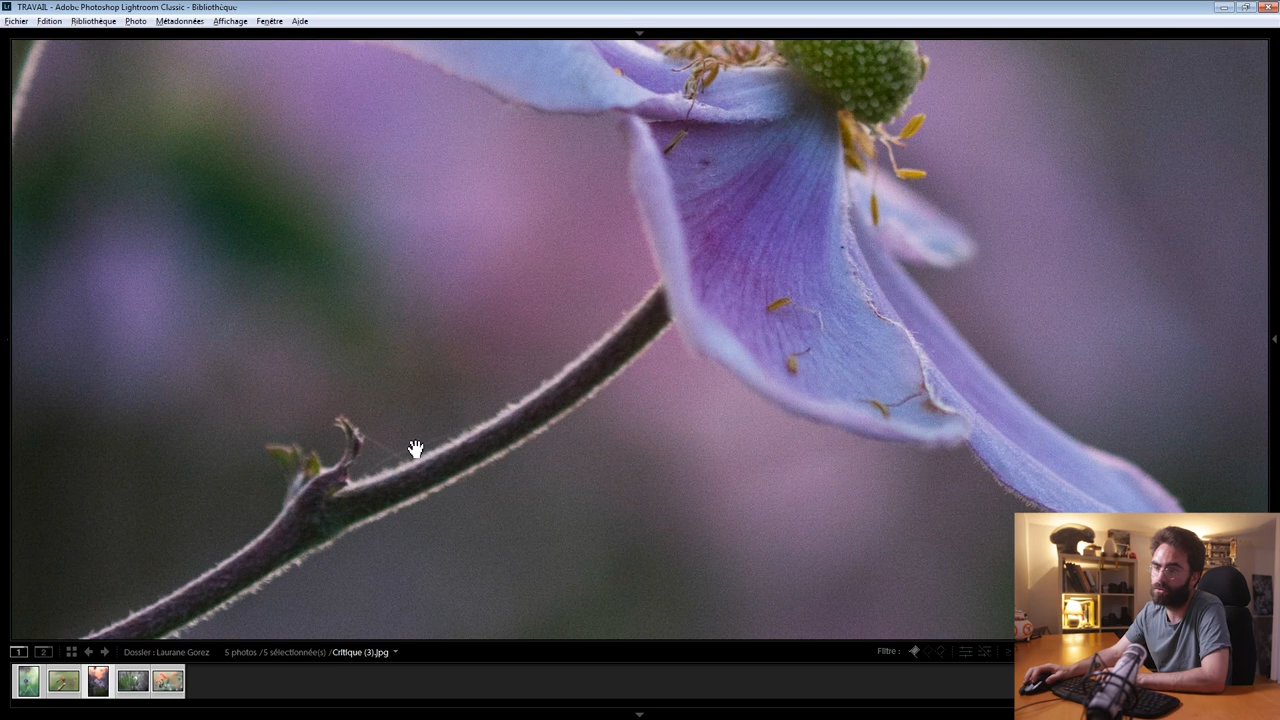 TRAVAIL - Adobe Photoshop Lightroom Classic - Bibliothèque
Fichier Edition Bibliothèque Photo Métadonnées Affichage Fenêtre Aide
1 2 Dossier : Laurane Gorez 5 photos /5 sélectionnée(s) /Critique (3).jpg Filtre :